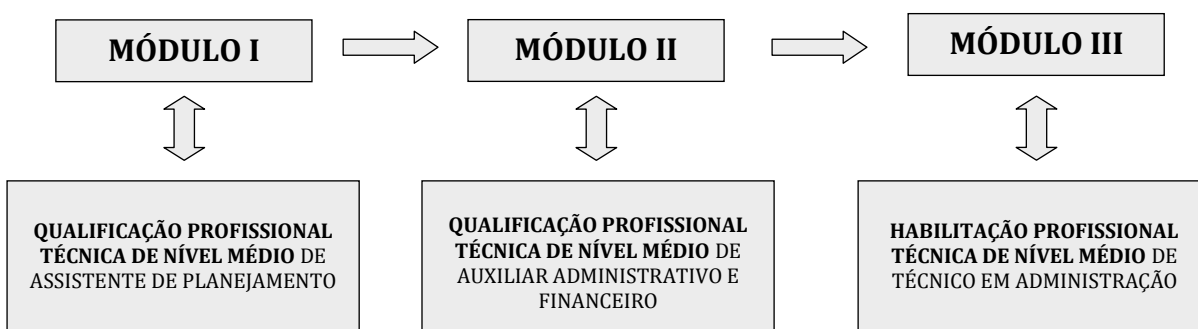 MÓDULO I
MÓDULO II
MÓDULO III
QUALIFICAÇÃO PROFISSIONAL
TÉCNICA DE NÍVEL MÉDIO DE
ASSISTENTE DE PLANEJAMENTO
QUALIFICAÇÃO PROFISSIONAL
TÉCNICA DE NÍVEL MÉDIO DE
AUXILIAR ADMINISTRATIVO E
FINANCEIRO
HABILITAÇÃO PROFISSIONAL
TÉCNICA DE NÍVEL MÉDIO DE
TÉCNICO EM ADMINISTRAÇÃO